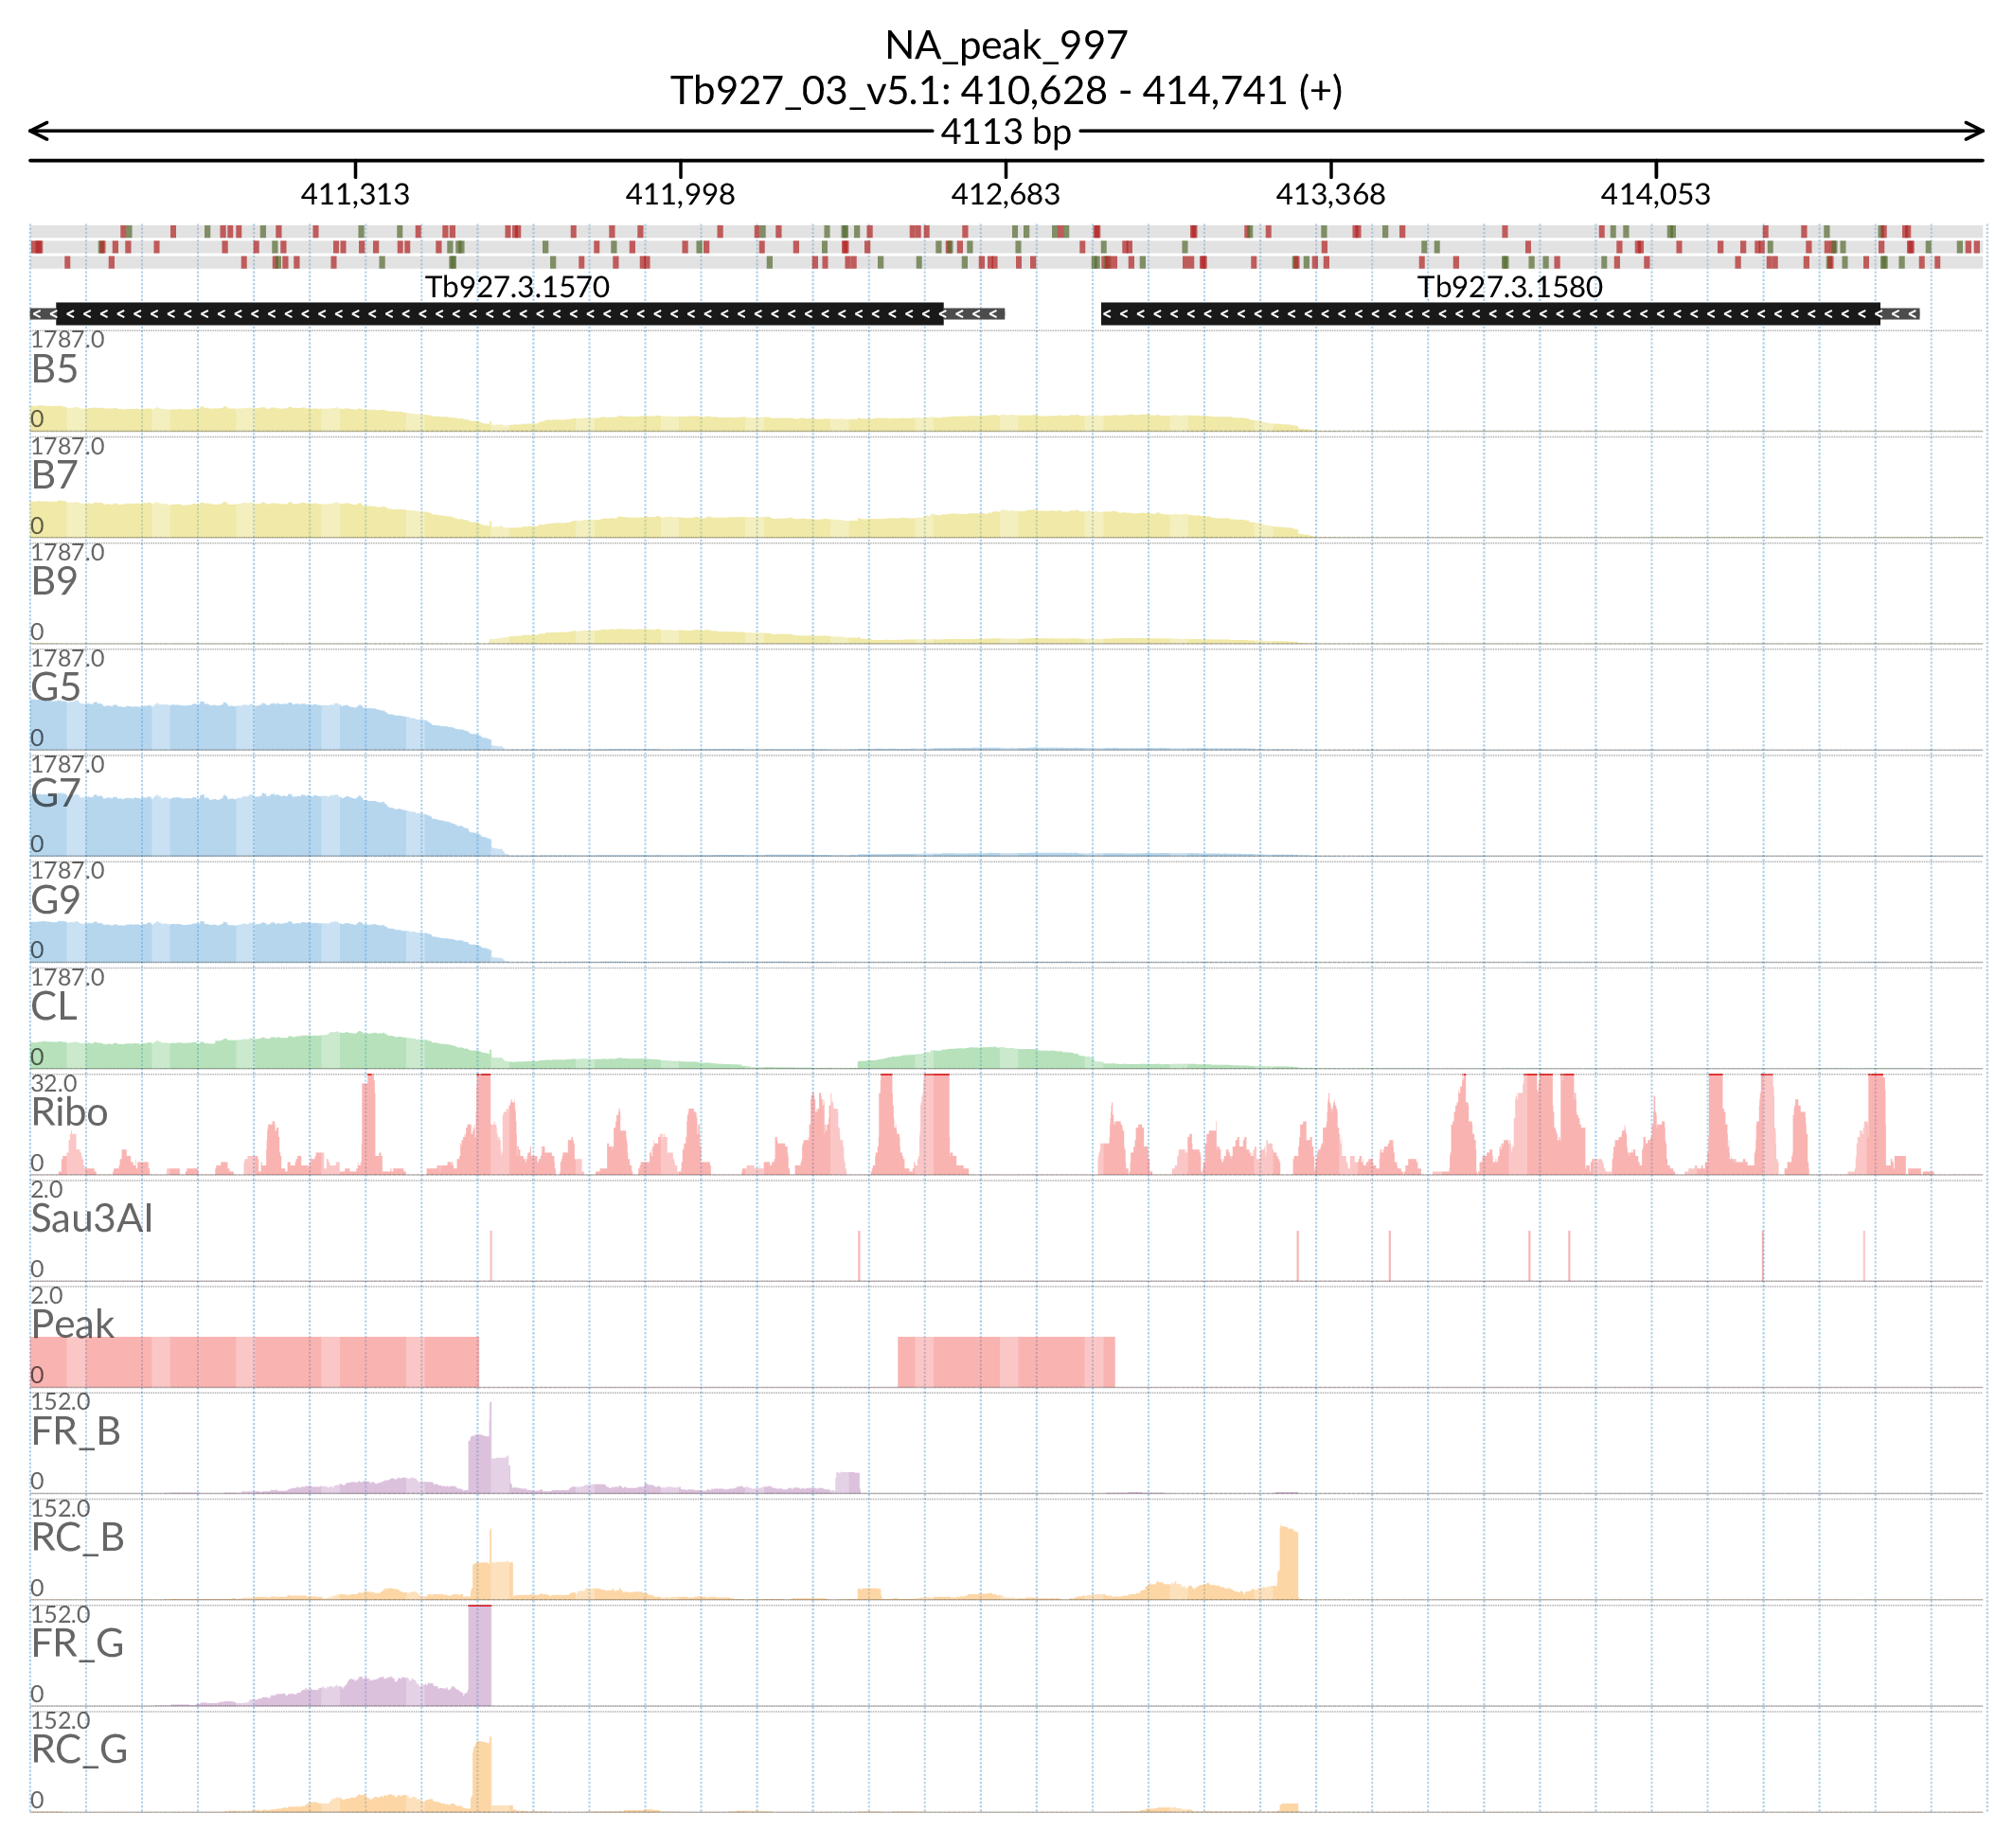 NA_peak_997
Tb927_03_v5.1: 410,628 - 414,741 (+)
4113 bp
411,313 411,998 412,683 413,368 414,053
Tb927.3.1570 Tb927.3.1580
1787.0
B5
0
1787.0
B7
0
1787.0
B9
0
1787.0
G5
0
1787.0
G7
0
1787.0
G9
0
1787.0
CL
0
32.0
Ribo
0
2.0
Sau3AI
0
2.0
Peak
0
152.0
FR_B
0
152.0
RC_B
0
152.0
FR_G
0
152.0
RC_G
0